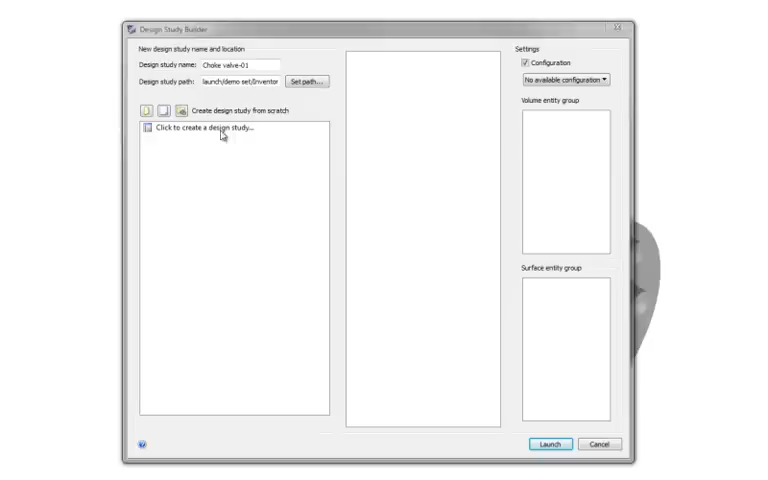 Design Study Builder
New design study name and location
Design study name: Choke valve-01
Design study path: launch/demo set/Inventor Set path...
Create design study from scratch
Click to create a design study...
Settings
Configuration
No available configuration
Volume entity group
Surface entity group
Launch Cancel